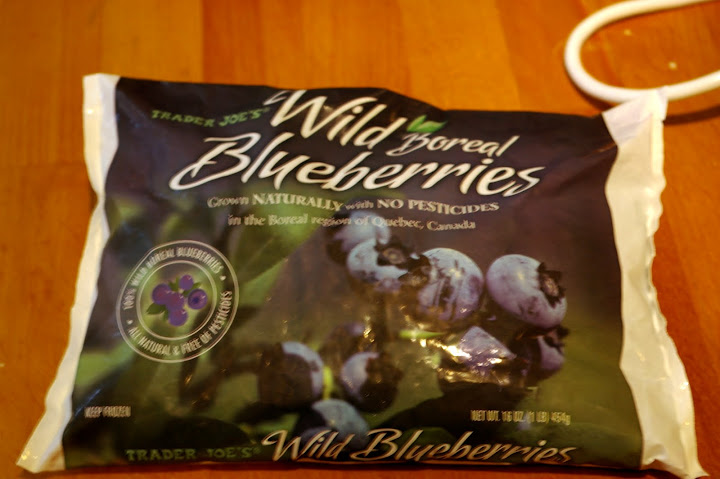 TRADER JOE'S
Wild Boreal
Blueberries
Grown NATURALLY with NO PESTICIDES
in the Boreal region of Quebec, Canada
100% WILD BOREAL BLUEBERRIES
ALL NATURAL & FREE OF PESTICIDES
KEEP FROZEN
NET WT. 16 OZ. (1 LB) 454g
TRADER JOE'S Wild Blueberries